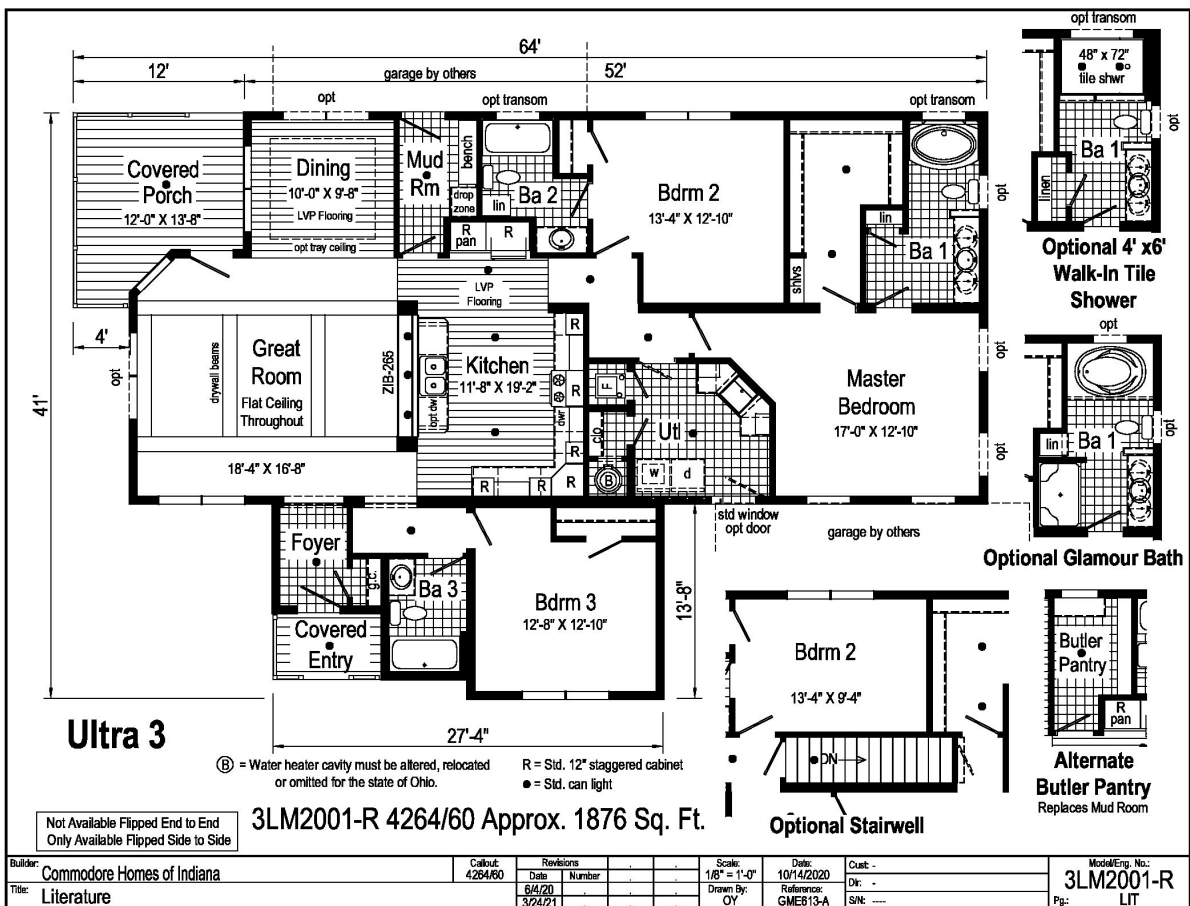 64'
12'
garage by others
52'
opt
opt transom
opt transom
41'
Covered
Porch
12'-0" X 13'-8"
Dining
10'-0" X 9'-8"
LVP Flooring
opt tray ceiling
Mud
Rm
bench
drop
zone
R
pan
R
lin
Ba 2
Bdrm 2
13'-4" X 12'-10"
shlvs
lin
Ba 1
opt
LVP
Flooring
4'
opt
drywall beams
Great
Room
Flat Ceiling
Throughout
18'-4" X 16'-8"
ZIB-265
opt dw
Kitchen
11'-8" X 19'-2"
R
R
dwr
R
R
R
R
F
clo
B
Utl
w
d
Master
Bedroom
17'-0" X 12'-10"
opt
opt
std window
opt door
garage by others
Foyer
g.c.
Ba 3
Bdrm 3
12'-8" X 12'-10"
13'-8"
Covered
Entry
27'-4"
opt transom
48" x 72"
tile shwr
opt
Ba 1
linen
Optional 4' x6'
Walk-In Tile
Shower
opt
opt
lin
Ba 1
Optional Glamour Bath
Bdrm 2
13'-4" X 9'-4"
DN
Optional Stairwell
Butler
Pantry
R
pan
Alternate
Butler Pantry
Replaces Mud Room
Ultra 3
B = Water heater cavity must be altered, relocated
or omitted for the state of Ohio.
R = Std. 12" staggered cabinet
● = Std. can light
Not Available Flipped End to End
Only Available Flipped Side to Side
3LM2001-R 4264/60 Approx. 1876 Sq. Ft.
Builder: Commodore Homes of Indiana
Title: Literature
Callout:
4264/60
Revisions
Date Number
6/4/20
3/24/21
Scale:
1/8" = 1'-0"
Drawn By:
OY
Date:
10/14/2020
Reference:
GME613-A
Cust: -
Dlr: -
S/N: ----
Model/Eng. No.:
3LM2001-R
Pg.: LIT